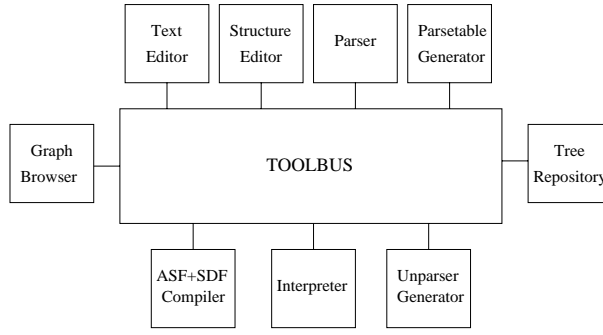 Text
Editor
Structure
Editor
Parser
Parsetable
Generator
Graph
Browser
TOOLBUS
Tree
Repository
ASF+SDF
Compiler
Interpreter
Unparser
Generator